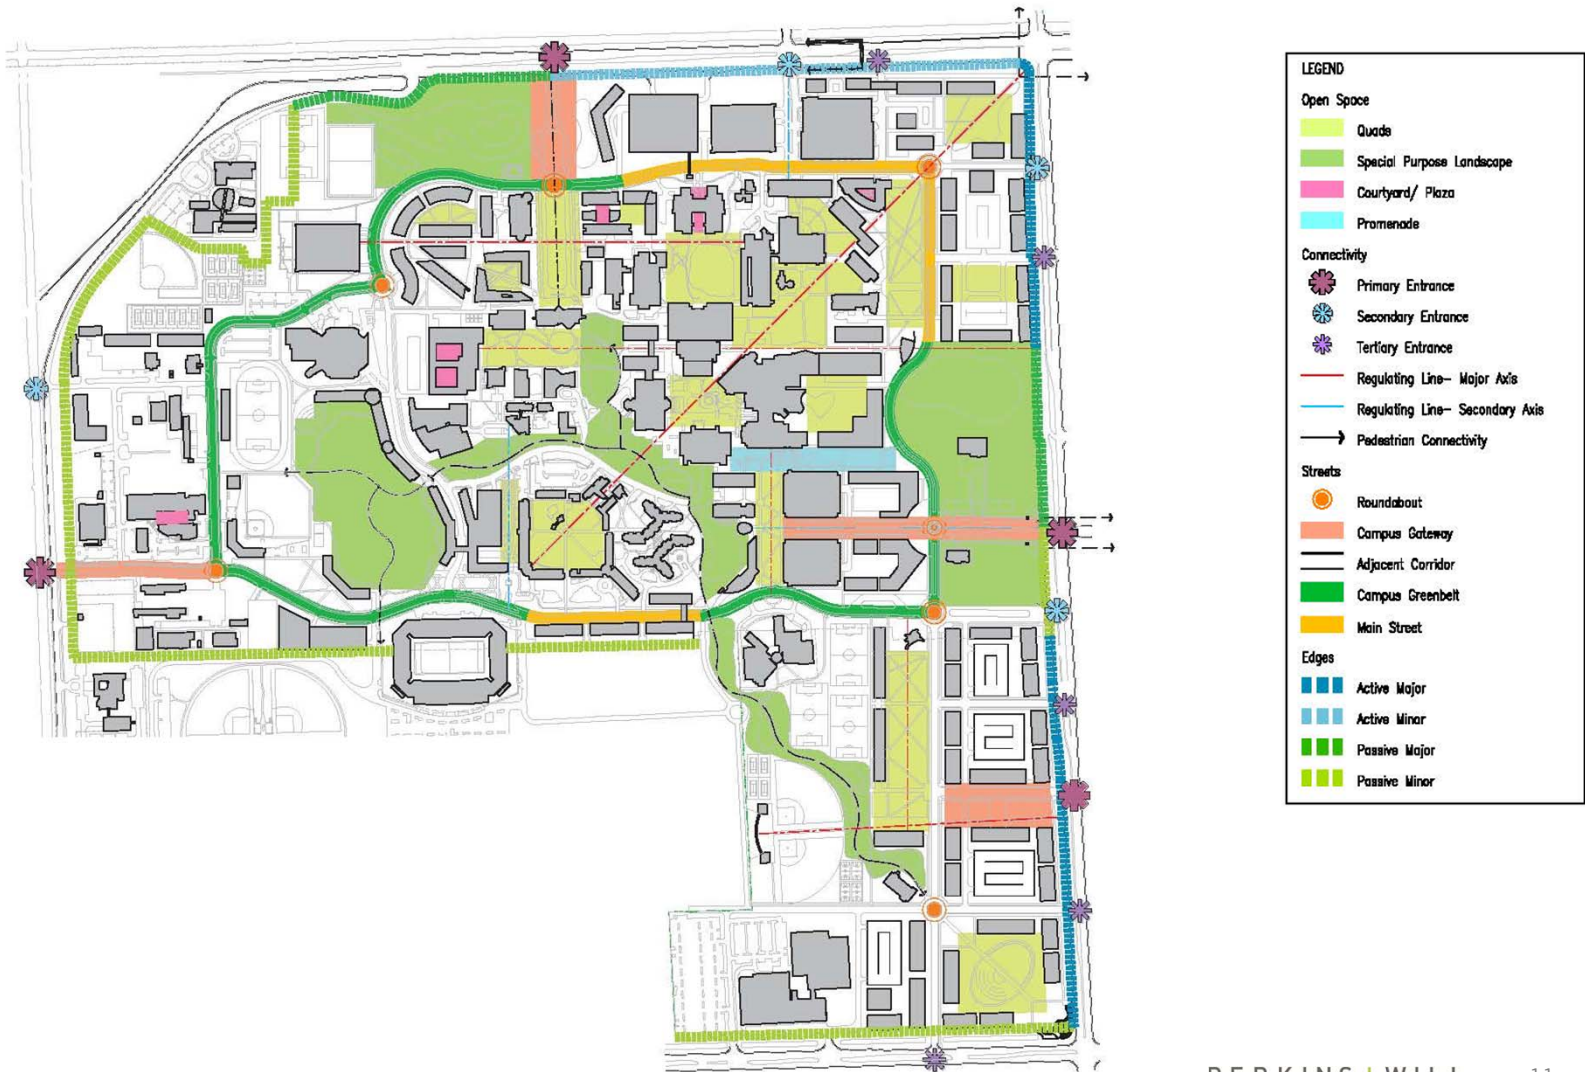 LEGEND
Open Space
Quads
Special Purpose Landscape
Courtyard/ Plaza
Promenade
Connectivity
Primary Entrance
Secondary Entrance
Tertiary Entrance
Regulating Line- Major Axis
Regulating Line- Secondary Axis
Pedestrian Connectivity
Streets
Roundabout
Campus Gateway
Adjacent Corridor
Campus Greenbelt
Main Street
Edges
Active Major
Active Minor
Passive Major
Passive Minor
PERKINS | WILL 11